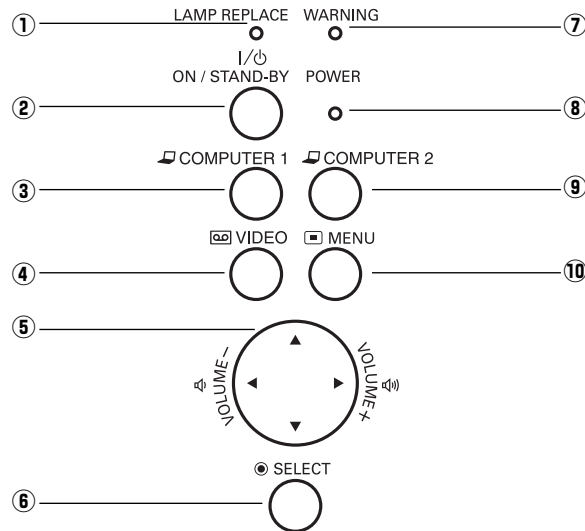 ① LAMP REPLACE WARNING ⑦
I/⏻
② ON / STAND-BY POWER ⑧
③ COMPUTER 1 COMPUTER 2 ⑨
④ VIDEO MENU ⑩
⑤ VOLUME− VOLUME+
SELECT
⑥